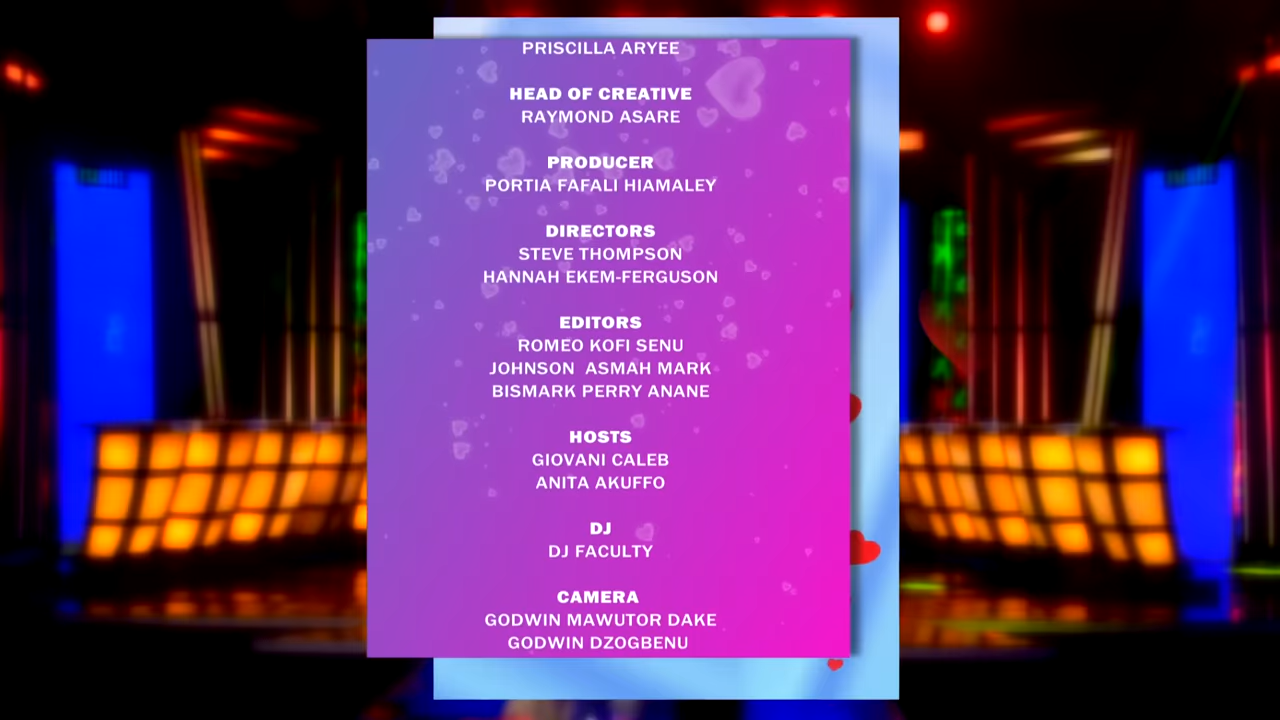 PRISCILLA ARYEE
HEAD OF CREATIVE
RAYMOND ASARE
PRODUCER
PORTIA FAFALI HIAMALEY
DIRECTORS
STEVE THOMPSON
HANNAH EKEM-FERGUSON
EDITORS
ROMEO KOFI SENU
JOHNSON  ASMAH MARK
BISMARK PERRY ANANE
HOSTS
GIOVANI CALEB
ANITA AKUFFO
DJ
DJ FACULTY
CAMERA
GODWIN MAWUTOR DAKE
GODWIN DZOGBENU